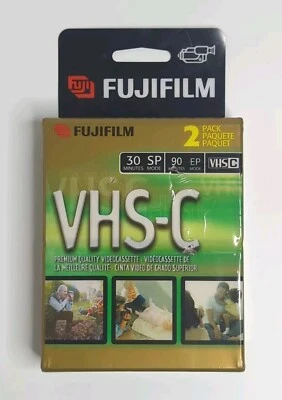 FUJIFILM
FUJIFILM
2 PACK
PAQUETE
PAQUET
30 SP 90 EP VHS C
MINUTES MODE MINUTES MODE
VHS-C
PREMIUM QUALITY VIDEOCASSETTE • VIDÉOCASSETTE DE
LA MEILLEURE QUALITÉ • CINTA VIDEO DE GRADO SUPERIOR